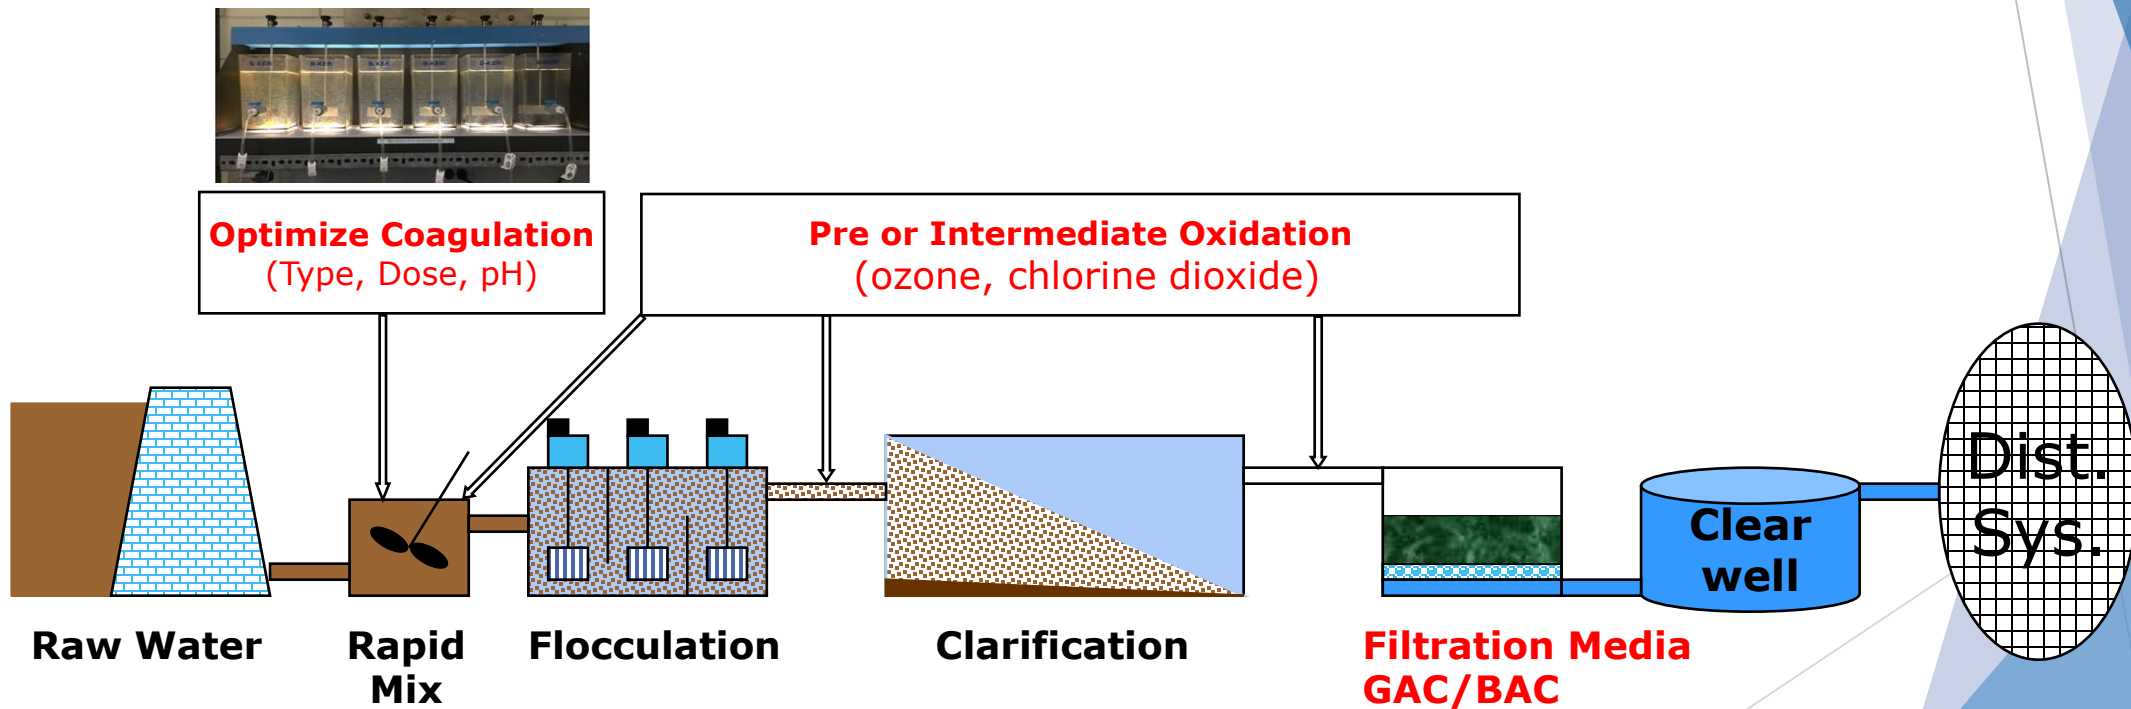 Optimize Coagulation
(Type, Dose, pH)
Pre or Intermediate Oxidation
(ozone, chlorine dioxide)
Dist.
Sys.
Clear
well
Raw Water
Rapid
Mix
Flocculation
Clarification
Filtration Media
GAC/BAC